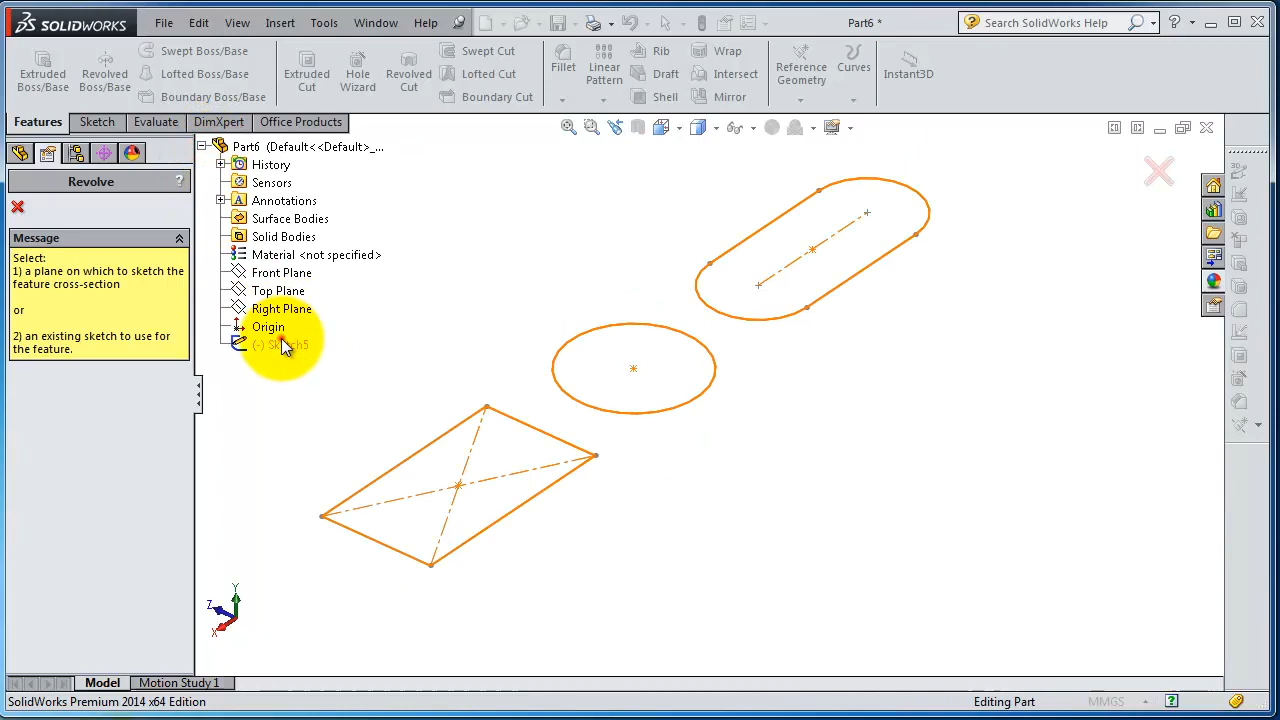 SOLIDWORKS File Edit View Insert Tools Window Help Part6 * Search SolidWorks Help
Extruded Boss/Base
Revolved Boss/Base
Swept Boss/Base
Lofted Boss/Base
Boundary Boss/Base
Extruded Cut
Hole Wizard
Revolved Cut
Swept Cut
Lofted Cut
Boundary Cut
Fillet
Linear Pattern
Rib
Draft
Shell
Wrap
Intersect
Mirror
Reference Geometry
Curves
Instant3D
Features Sketch Evaluate DimXpert Office Products
Revolve ?
Message
Select:
1) a plane on which to sketch the
feature cross-section
or
2) an existing sketch to use for
the feature.
Part6 (Default<<Default>_...
History
Sensors
Annotations
Surface Bodies
Solid Bodies
Material <not specified>
Front Plane
Top Plane
Right Plane
Origin
(-) Sketch5
Y
Z
X
Model Motion Study 1
SolidWorks Premium 2014 x64 Edition Editing Part MMGS